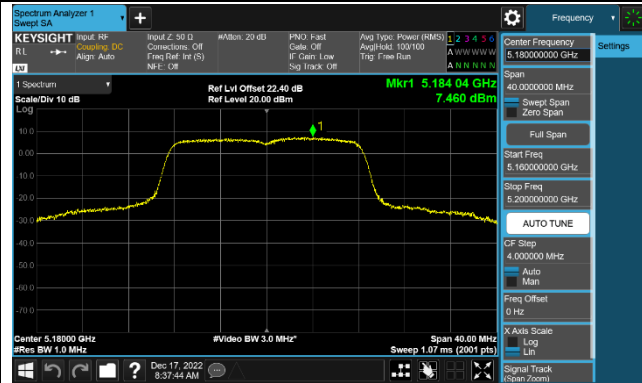 Spectrum Analyzer 1
Swept SA
+
Frequency
KEYSIGHT
RL
LXI
Input: RF
Coupling: DC
Align: Auto
Input Z: 50 Ω
Corrections: Off
Freq Ref: Int (S)
NFE: Off
#Atten: 20 dB
PNO: Fast
Gate: Off
IF Gain: Low
Sig Track: Off
Avg Type: Power (RMS)
Avg|Hold: 100/100
Trig: Free Run
1 2 3 4 5 6
A W W W W W
A N N N N N
1 Spectrum
Scale/Div 10 dB
Log
Ref Lvl Offset 22.40 dB
Ref Level 20.00 dBm
Mkr1 5.184 04 GHz
7.460 dBm
1
10.0
0.00
-10.0
-20.0
-30.0
-40.0
-50.0
-60.0
-70.0
Center 5.18000 GHz
#Res BW 1.0 MHz
#Video BW 3.0 MHz*
Span 40.00 MHz
Sweep 1.07 ms (2001 pts)
?
Dec 17, 2022
8:37:44 AM
Settings
Center Frequency
5.180000000 GHz
Span
40.0000000 MHz
Swept Span
Zero Span
Full Span
Start Freq
5.160000000 GHz
Stop Freq
5.200000000 GHz
AUTO TUNE
CF Step
4.000000 MHz
Auto
Man
Freq Offset
0 Hz
X Axis Scale
Log
Lin
Signal Track
(Span Zoom)